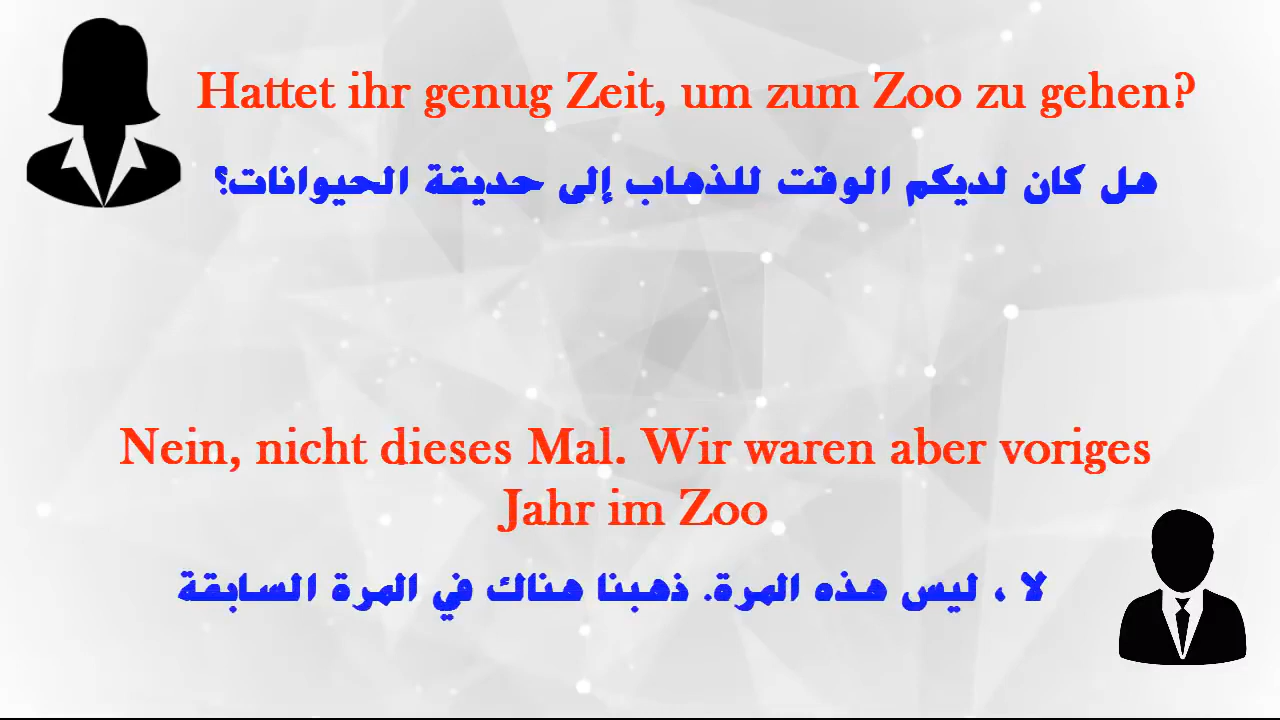 Hattet ihr genug Zeit, um zum Zoo zu gehen?
هل كان لديكم الوقت للذهاب إلى حديقة الحيوانات؟
Nein, nicht dieses Mal. Wir waren aber voriges
Jahr im Zoo
لا ، ليس هذه المرة. ذهبنا هناك في المرة السابقة